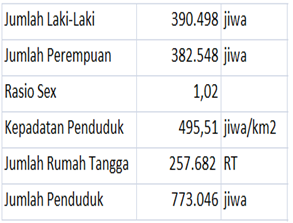 Jumlah Laki-Laki 390.498 jiwa
Jumlah Perempuan 382.548 jiwa
Rasio Sex 1,02
Kepadatan Penduduk 495,51 jiwa/km2
Jumlah Rumah Tangga 257.682 RT
Jumlah Penduduk 773.046 jiwa